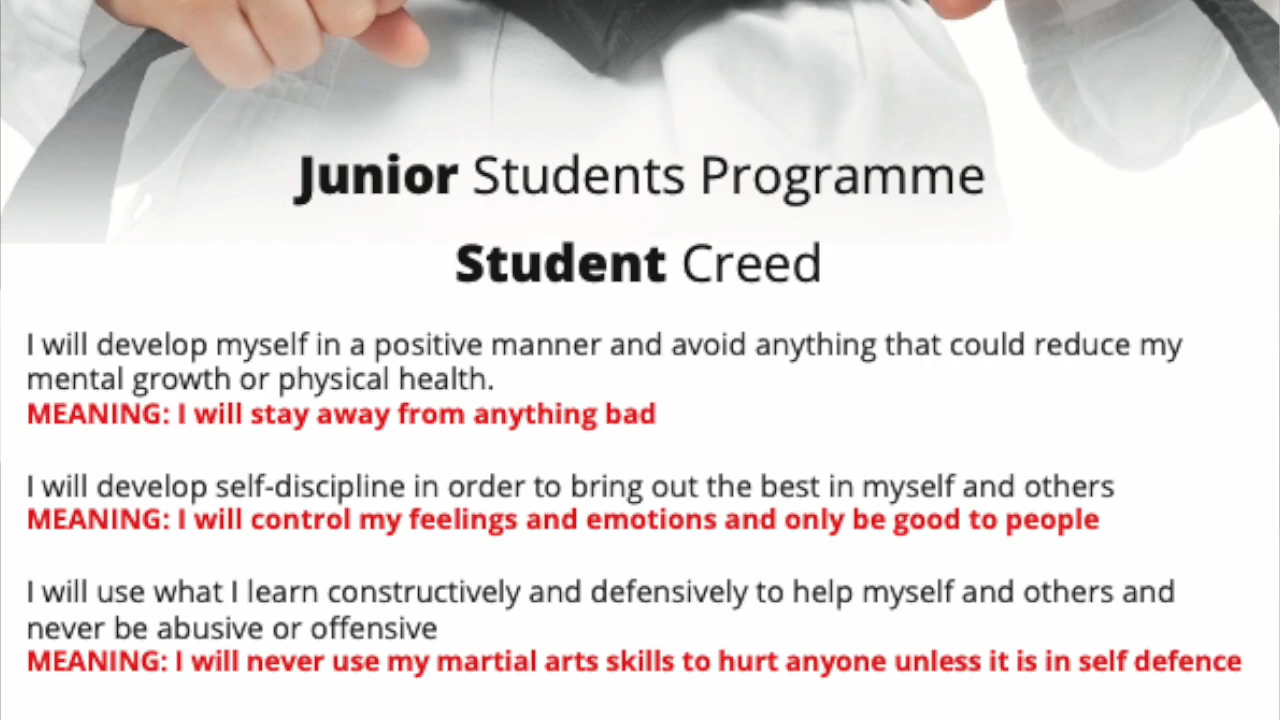 Junior Students Programme
Student Creed
I will develop myself in a positive manner and avoid anything that could reduce my
mental growth or physical health.
MEANING: I will stay away from anything bad
I will develop self-discipline in order to bring out the best in myself and others
MEANING: I will control my feelings and emotions and only be good to people
I will use what I learn constructively and defensively to help myself and others and
never be abusive or offensive
MEANING: I will never use my martial arts skills to hurt anyone unless it is in self defence